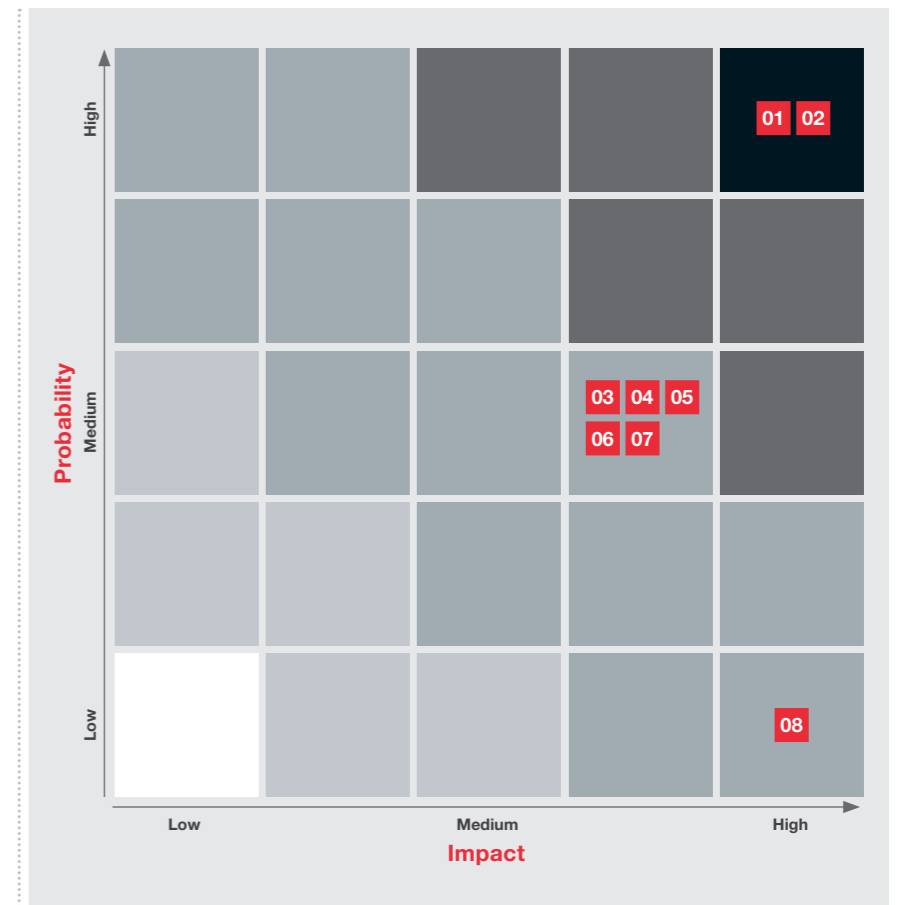 High
01 02
Probability
Medium
03 04 05
06 07
Low
08
Low Medium High
Impact